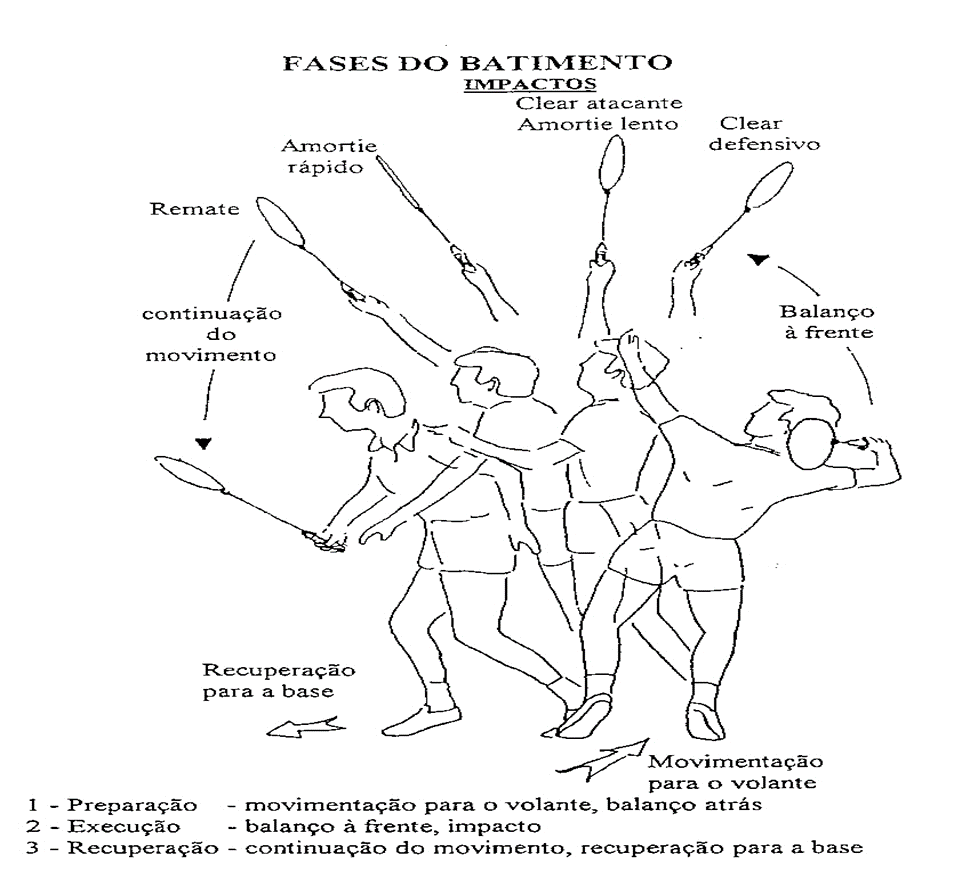 FASES DO BATIMENTO
IMPACTOS
Clear atacante
Amortie lento
Clear
defensivo
Amortie
rápido
Remate
continuação
do
movimento
Balanço
à frente
Recuperação
para a base
Movimentação
para o volante
1 - Preparação - movimentação para o volante, balanço atrás
2 - Execução - balanço à frente, impacto
3 - Recuperação - continuação do movimento, recuperação para a base